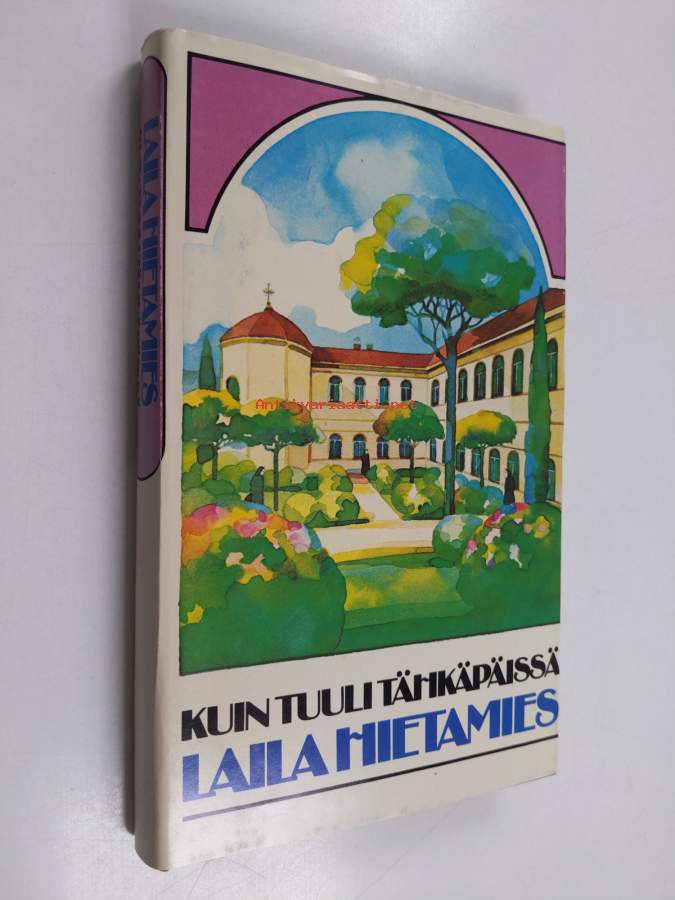 LAILA HIETAMIES
Antikvariaatti.net
KUIN TUULI TÄHKÄPÄISSÄ
LAILA HIETAMIES